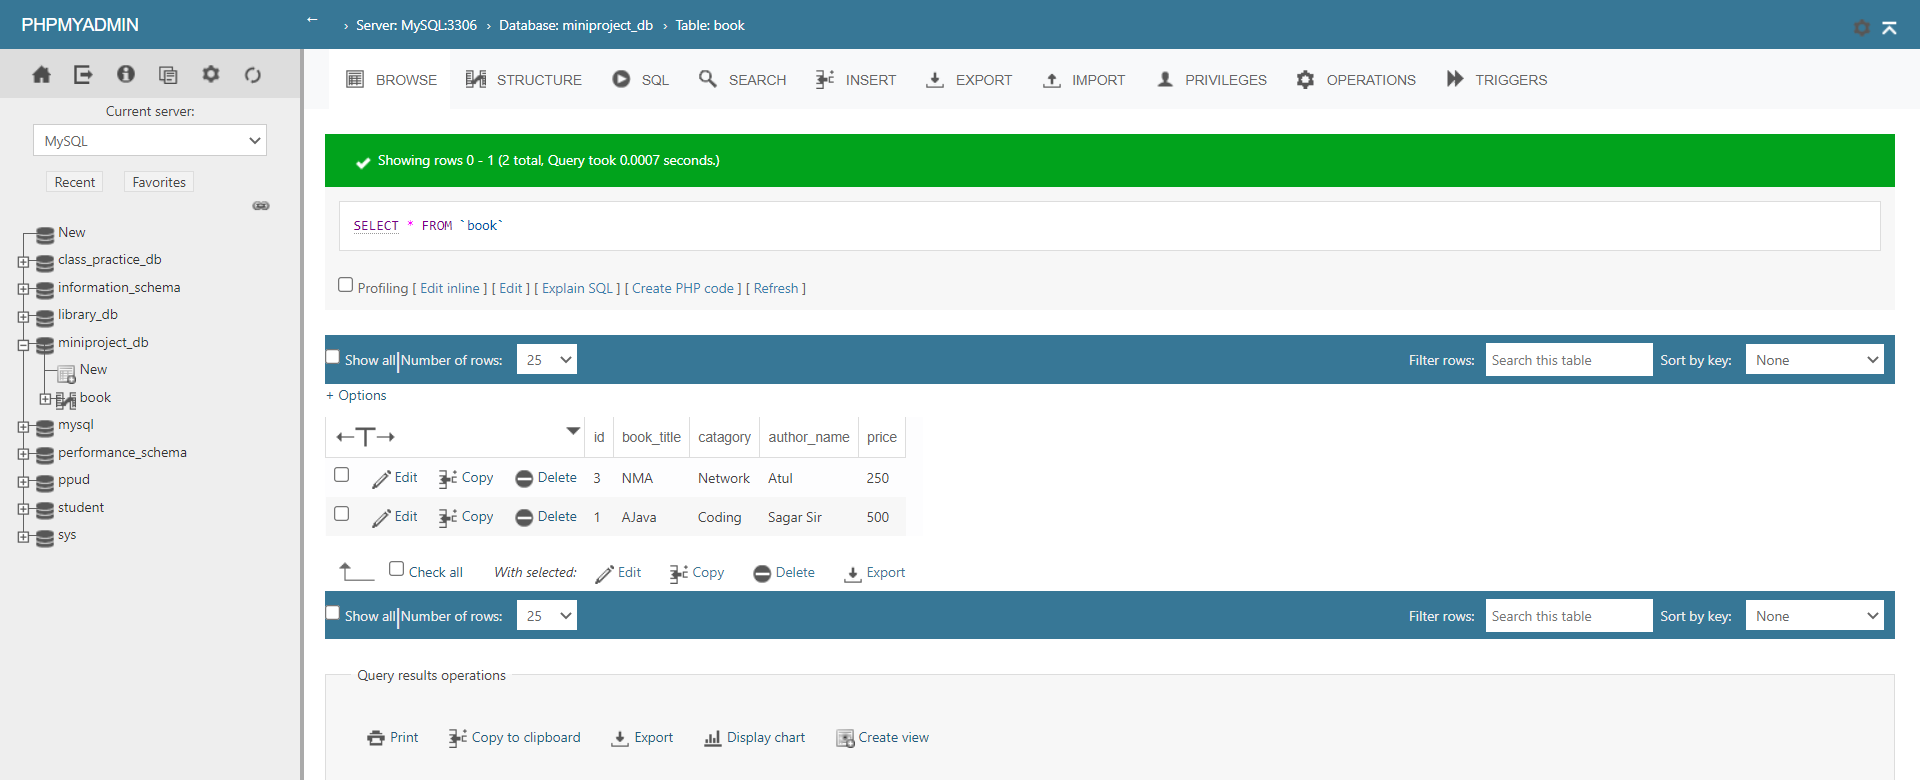 PHPMYADMIN
← › Server: MySQL:3306 › Database: miniproject_db › Table: book
Current server:
MySQL
Recent Favorites
New
class_practice_db
information_schema
library_db
miniproject_db
New
book
mysql
performance_schema
ppud
student
sys
BROWSE STRUCTURE SQL SEARCH INSERT EXPORT IMPORT PRIVILEGES OPERATIONS TRIGGERS
Showing rows 0 - 1 (2 total, Query took 0.0007 seconds.)
SELECT * FROM `book`
Profiling [ Edit inline ] [ Edit ] [ Explain SQL ] [ Create PHP code ] [ Refresh ]
Show all | Number of rows: 25 Filter rows: Search this table Sort by key: None
+ Options
←T→ id book_title catagory author_name price
Edit Copy Delete 3 NMA Network Atul 250
Edit Copy Delete 1 AJava Coding Sagar Sir 500
Check all With selected: Edit Copy Delete Export
Show all | Number of rows: 25 Filter rows: Search this table Sort by key: None
Query results operations
Print Copy to clipboard Export Display chart Create view